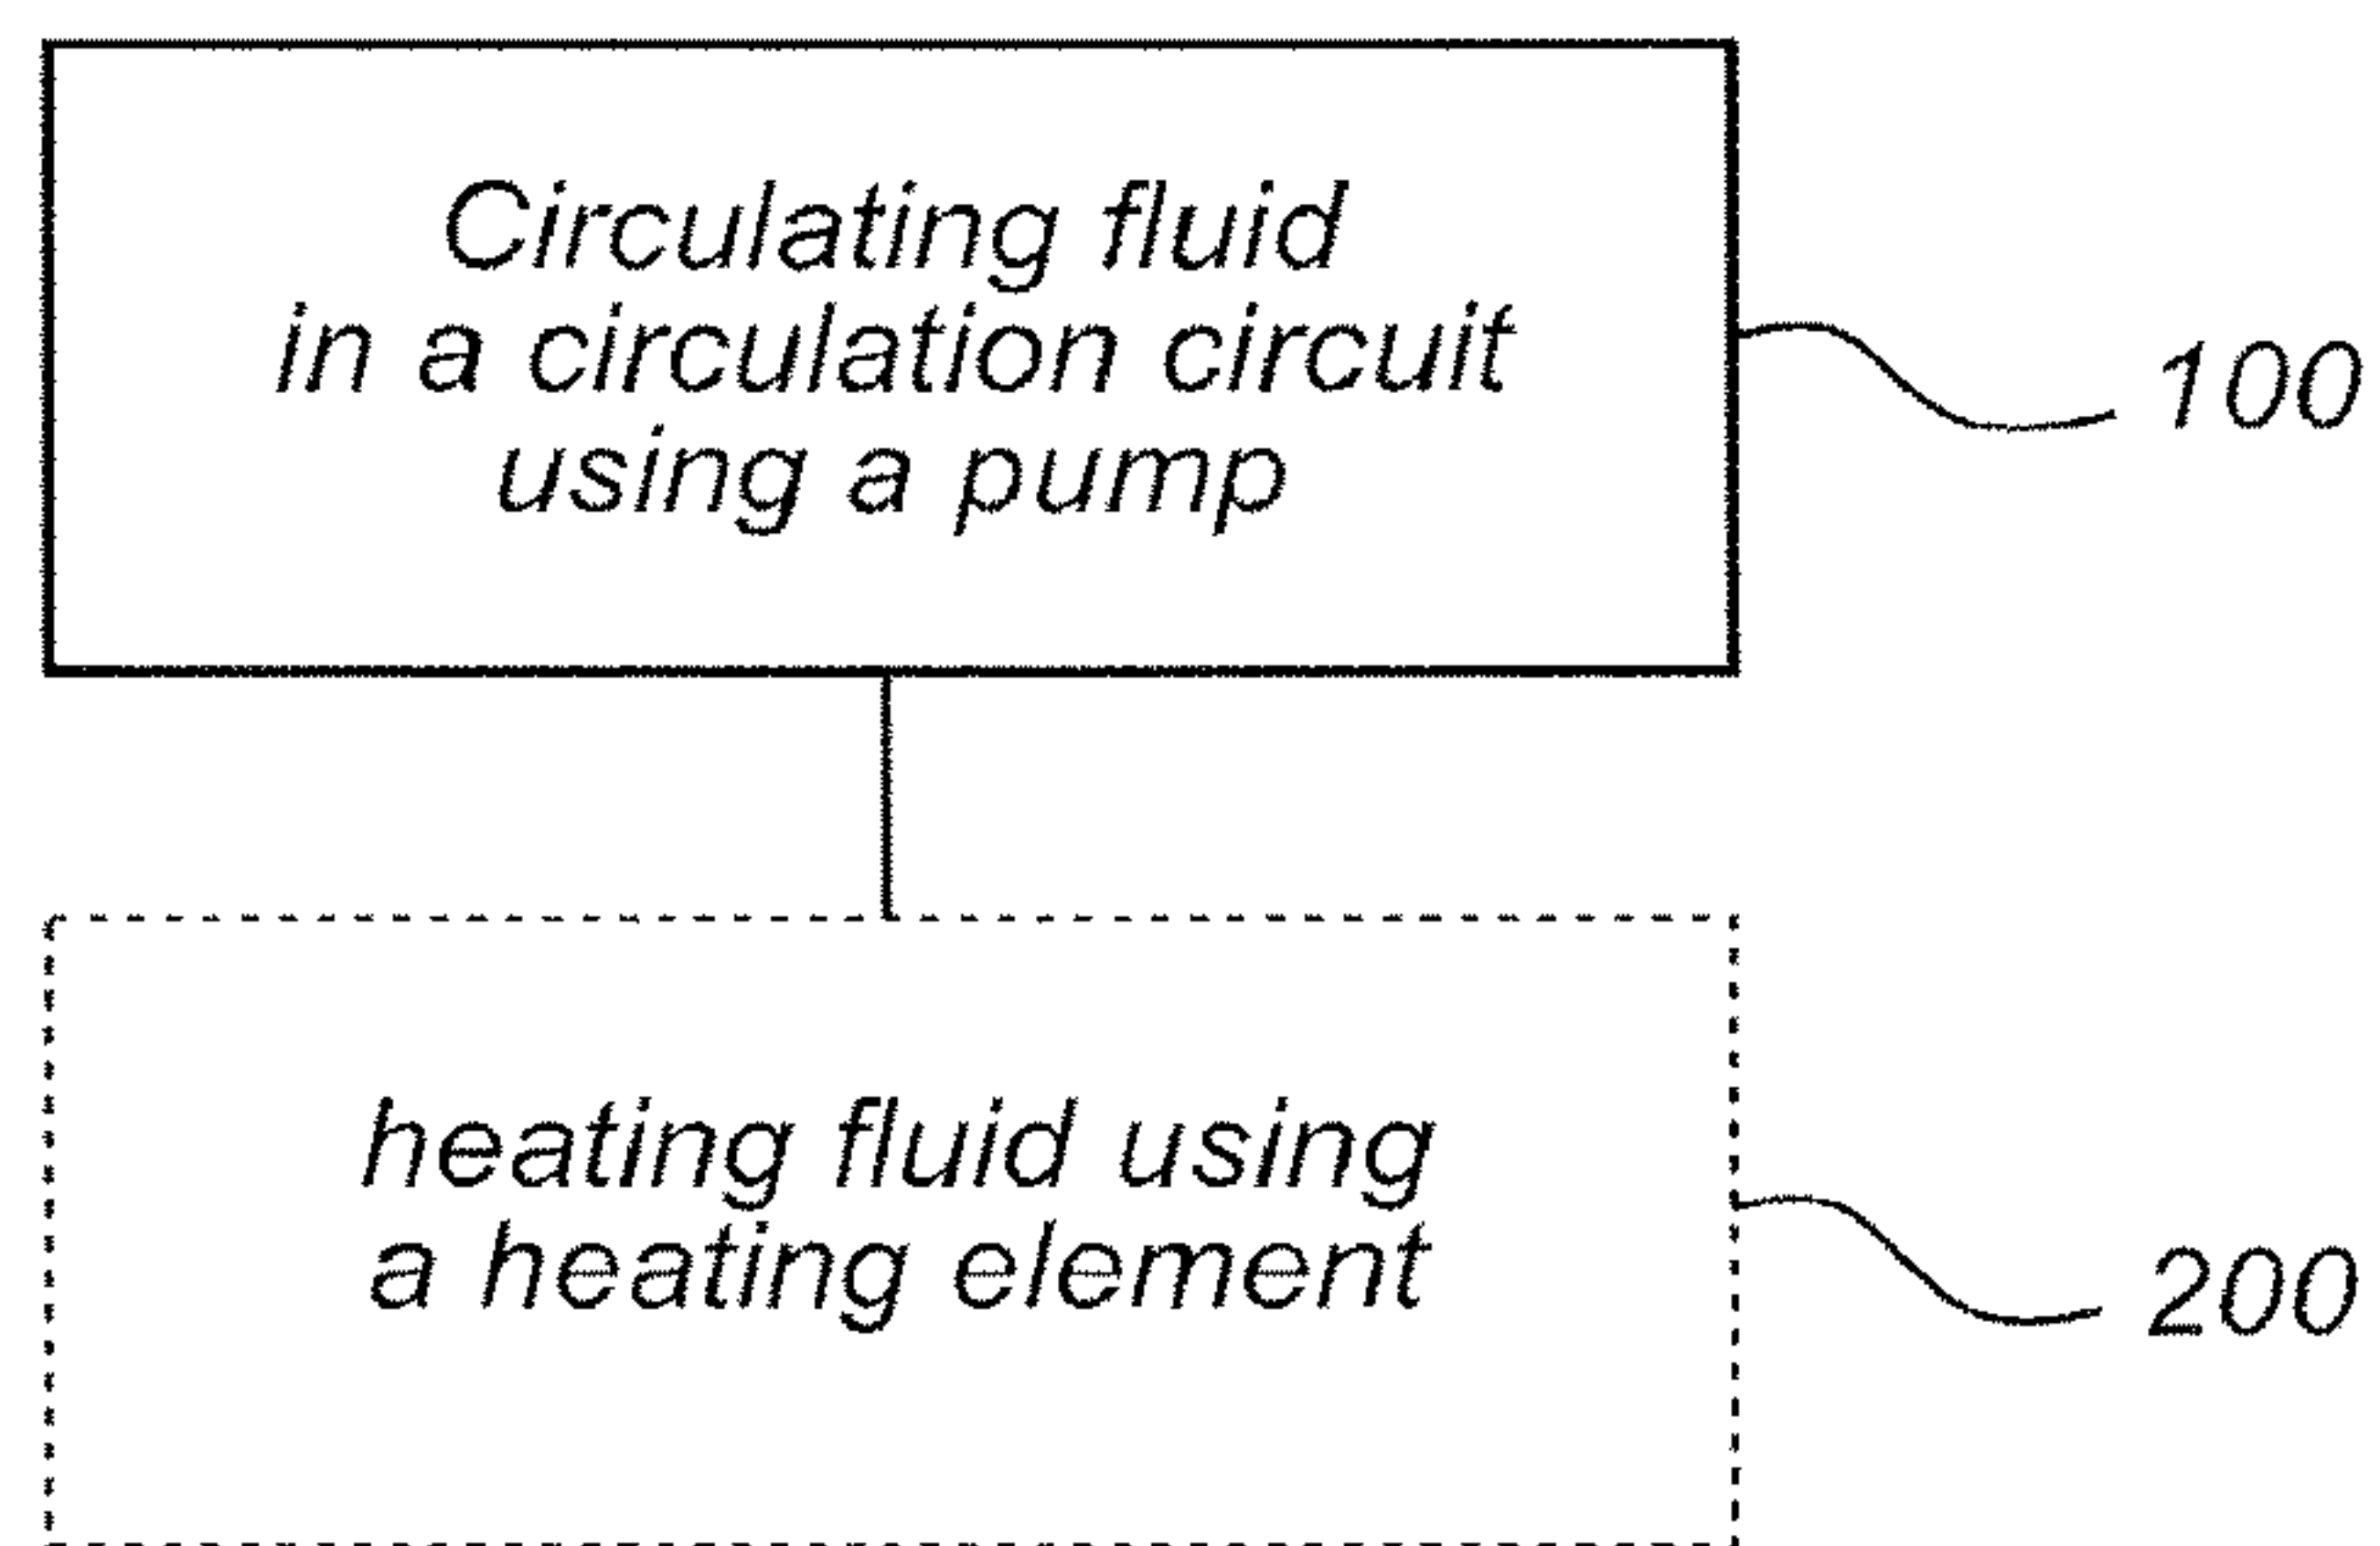 Circulating fluid
in a circulation circuit
using a pump
100
heating fluid using
a heating element
200